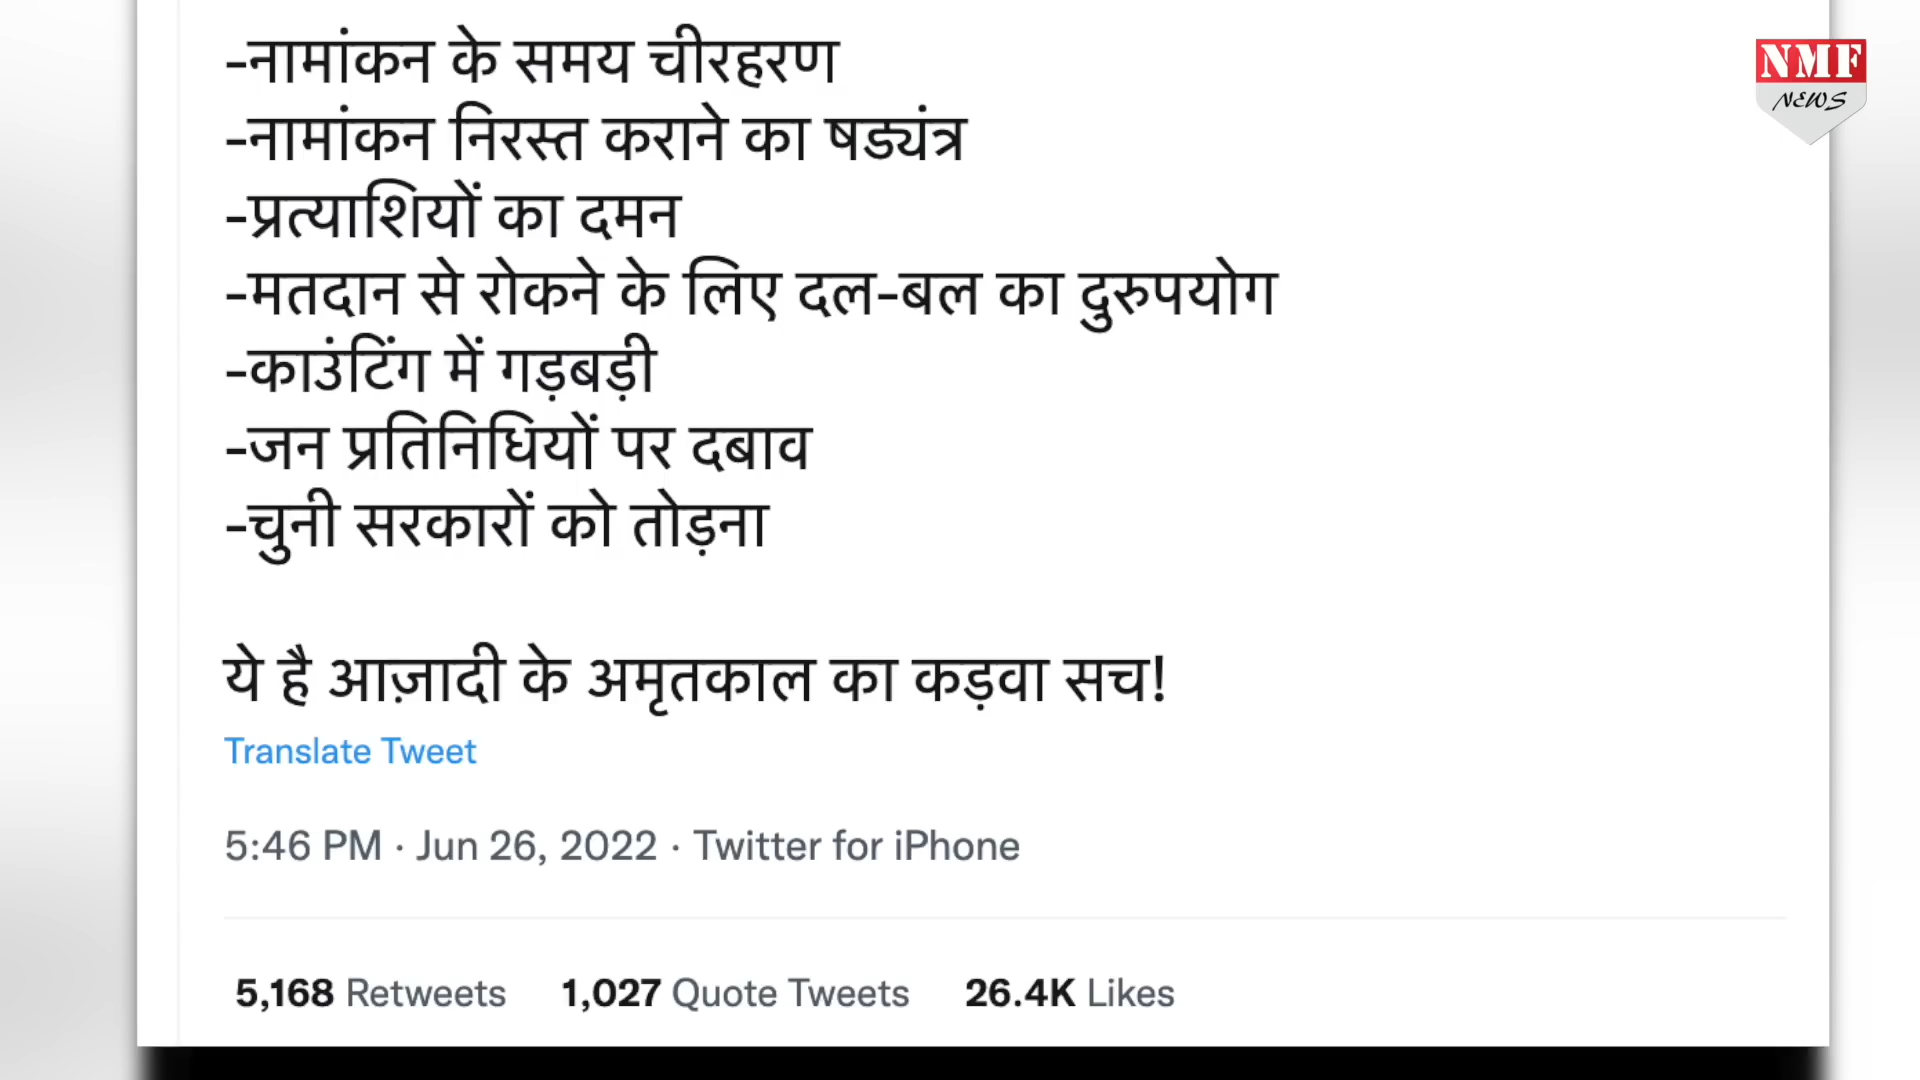 -नामांकन के समय चीरहरण
-नामांकन निरस्त कराने का षड्यंत्र
-प्रत्याशियों का दमन
-मतदान से रोकने के लिए दल-बल का दुरुपयोग
-काउंटिंग में गड़बड़ी
-जन प्रतिनिधियों पर दबाव
-चुनी सरकारों को तोड़ना
ये है आज़ादी के अमृतकाल का कड़वा सच!
Translate Tweet
5:46 PM · Jun 26, 2022 · Twitter for iPhone
5,168 Retweets 1,027 Quote Tweets 26.4K Likes
NMF
NEWS